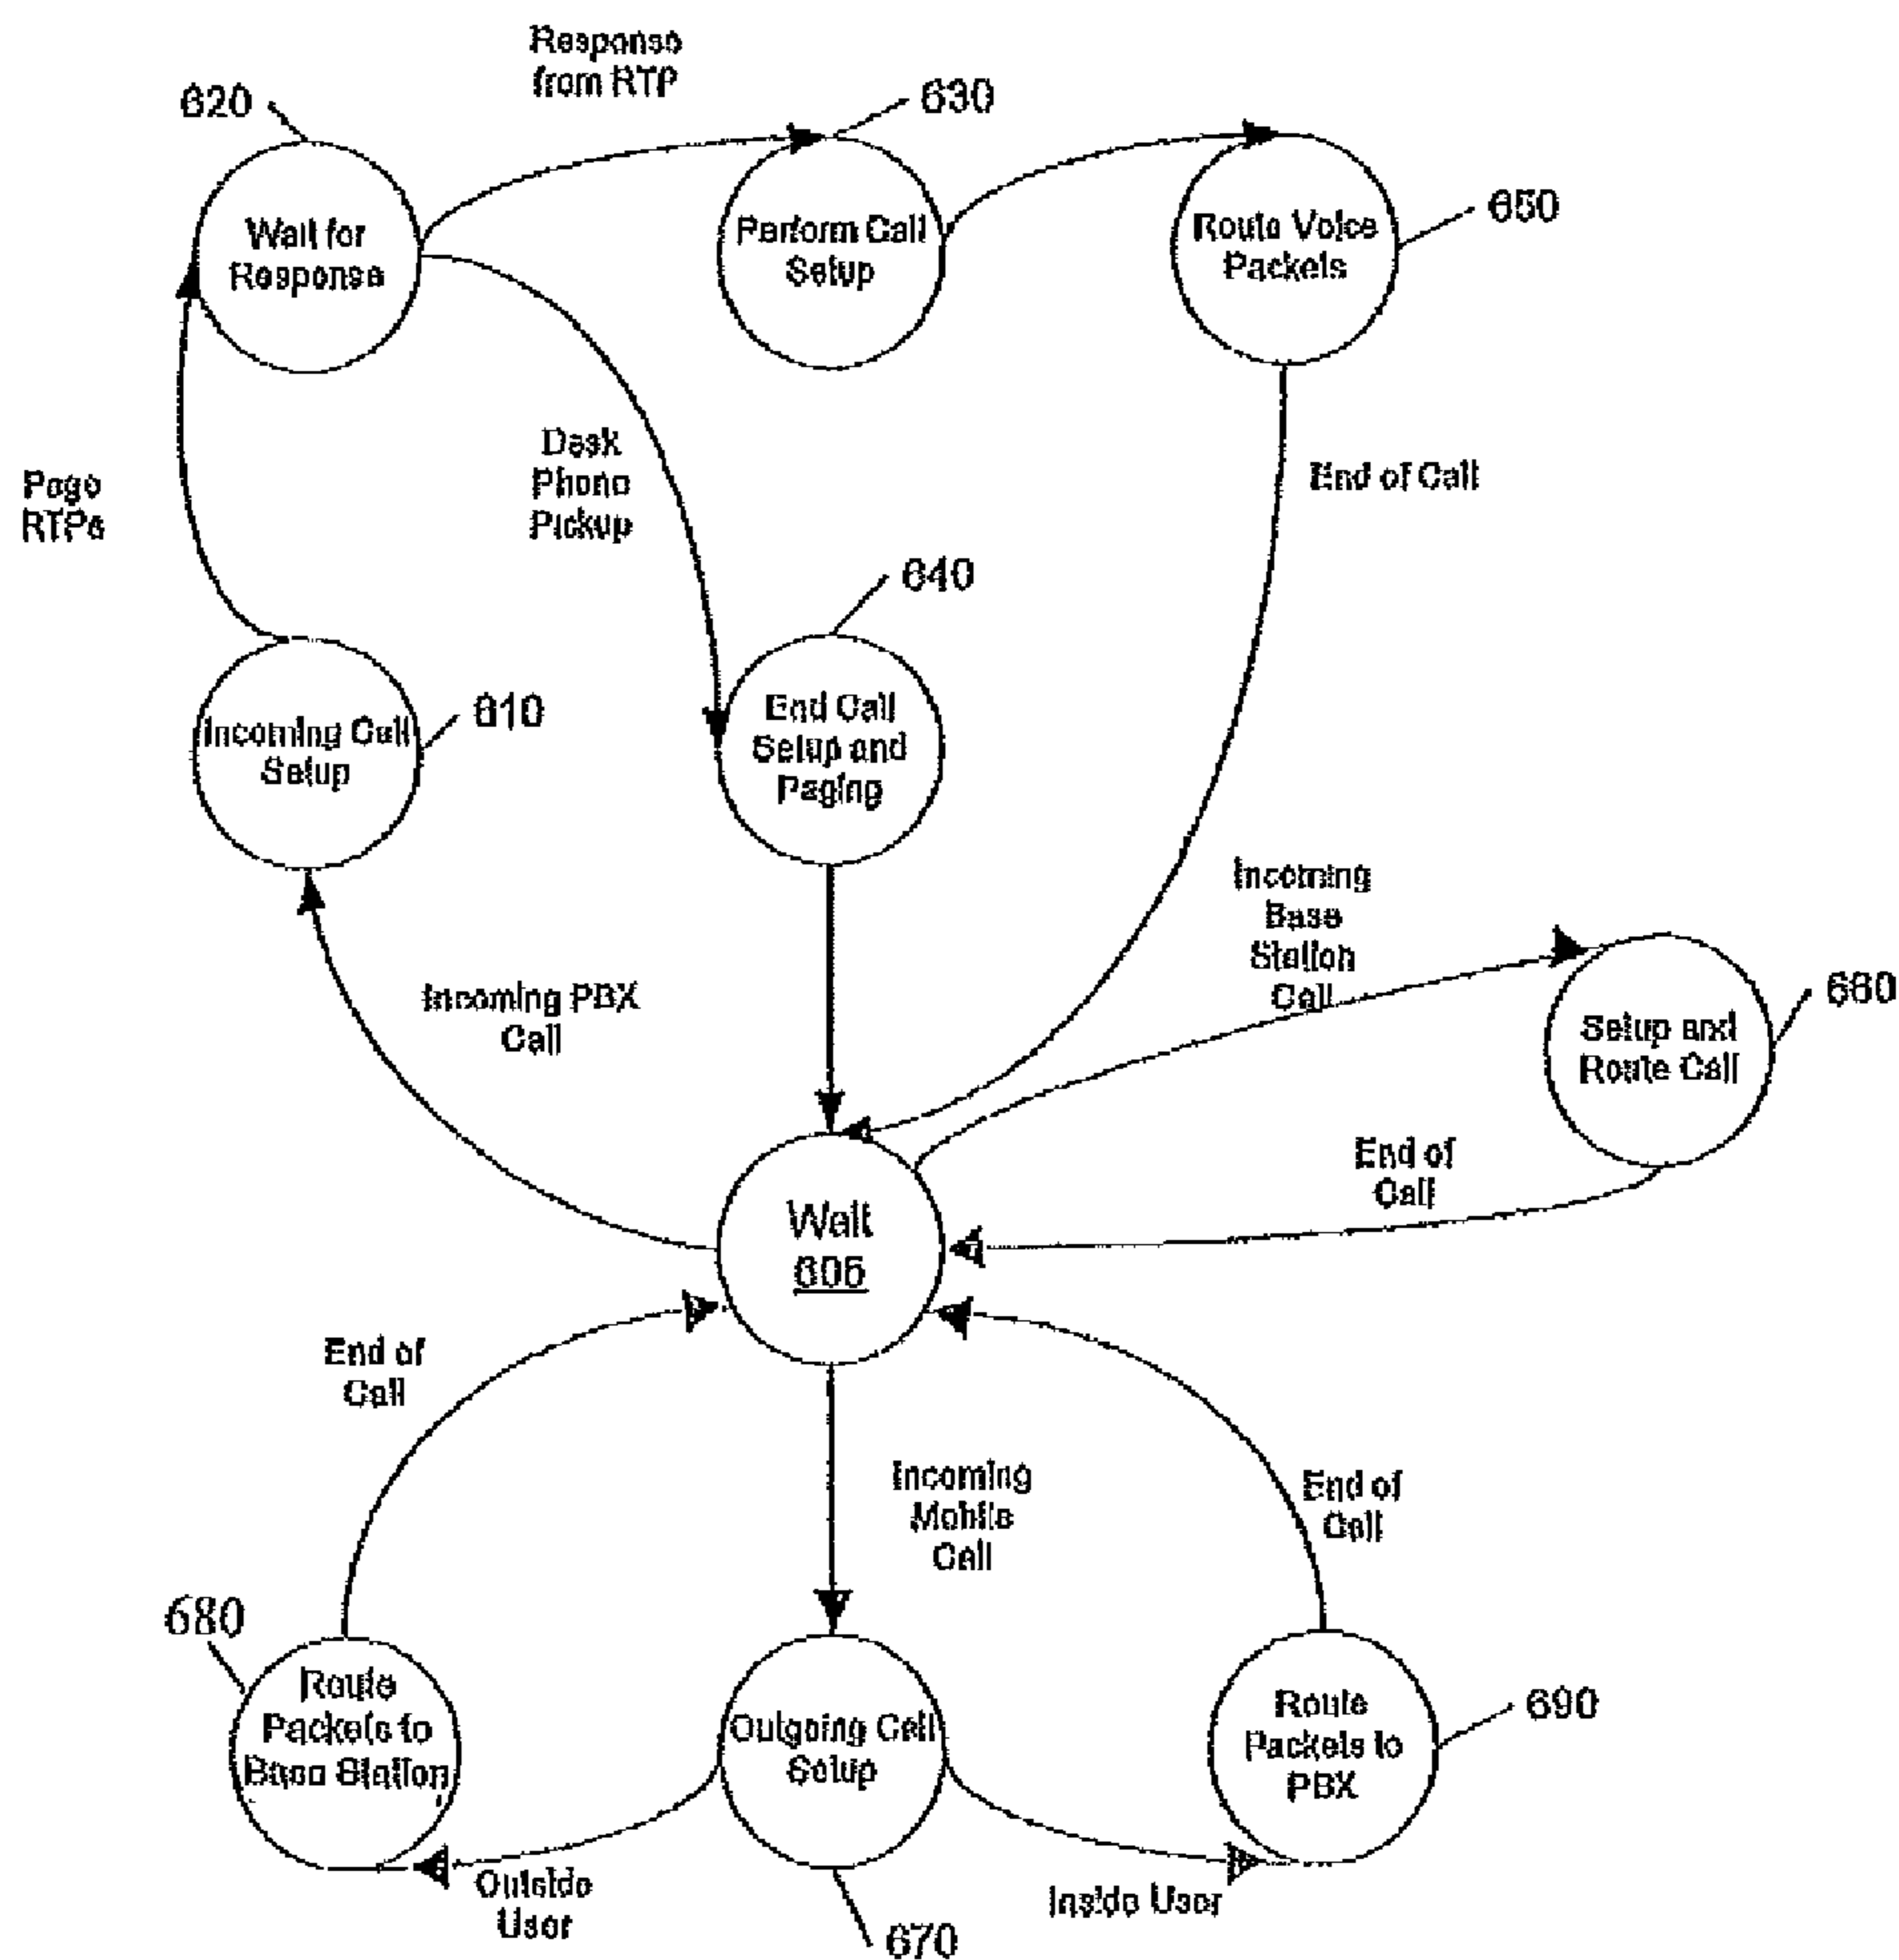 Response
from RTP
620
630
Wait for
Response
Perform Call
Setup
Route Voice
Packets
650
Page
RTPs
Desk
Phone
Pickup
End of Call
640
Incoming Call
Setup
610
End Call
Setup and
Paging
Incoming PBX
Call
Incoming
Base
Station
Call
660
Setup and
Route Call
End of
Call
Wait
605
End of
Call
Incoming
Mobile
Call
End of
Call
680
Route
Packets to
Base Station
Outgoing Call
Setup
Route
Packets to
PBX
690
Outside
User
Inside User
670